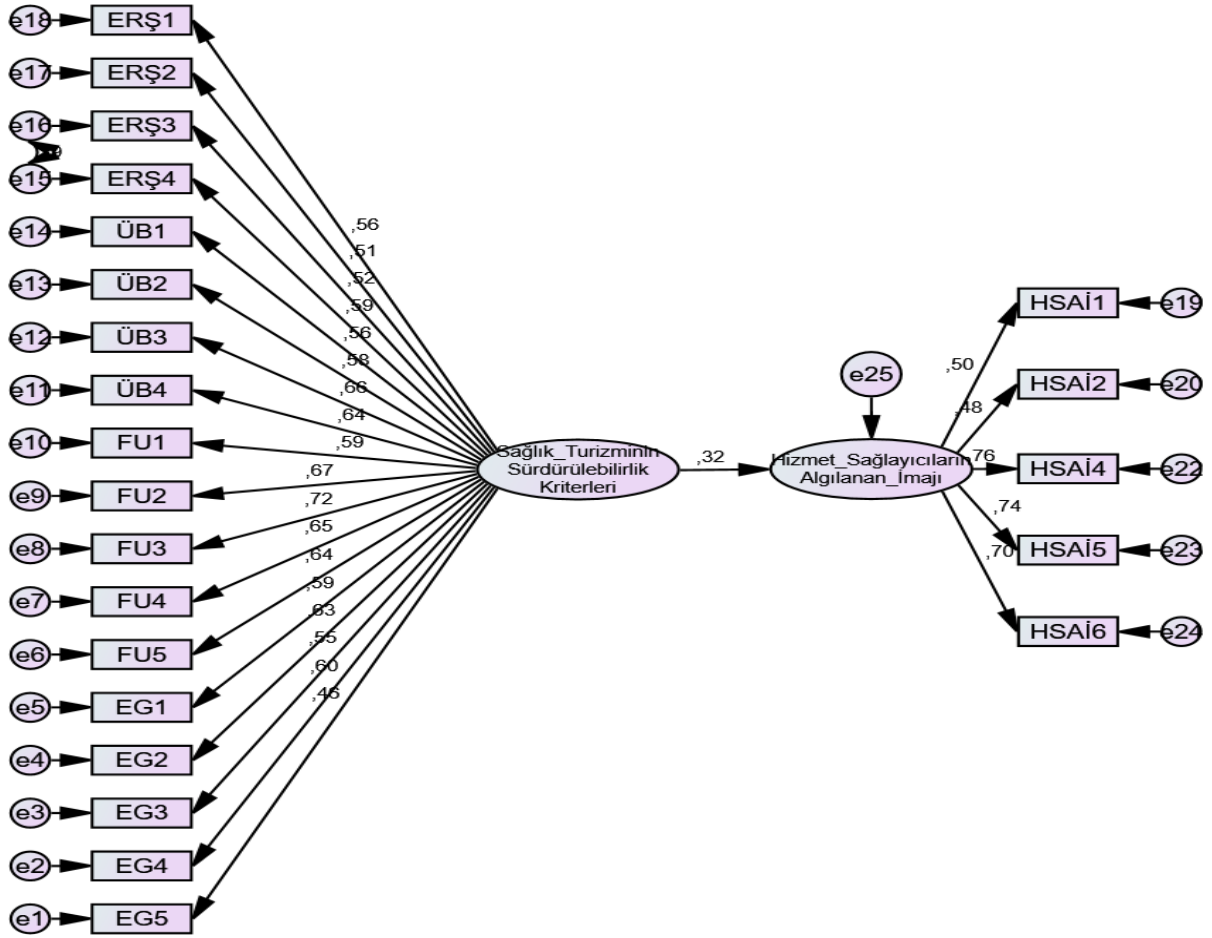 e18 ERŞ1
e17 ERŞ2
e16 ERŞ3
e15 ERŞ4
e14 ÜB1
e13 ÜB2
e12 ÜB3
e11 ÜB4
e10 FU1
e9 FU2
e8 FU3
e7 FU4
e6 FU5
e5 EG1
e4 EG2
e3 EG3
e2 EG4
e1 EG5
,56
,51
,52
,59
,56
,58
,66
,64
,59
,67
,72
,65
,64
,59
,63
,55
,60
,46
Sağlık_Turizminin
Sürdürülebilirlik
Kriterleri
,32
e25
Hizmet_Sağlayıcıların
Algılanan_İmajı
,50
,48
,76
,74
,70
HSAİ1 e19
HSAİ2 e20
HSAİ4 e22
HSAİ5 e23
HSAİ6 e24